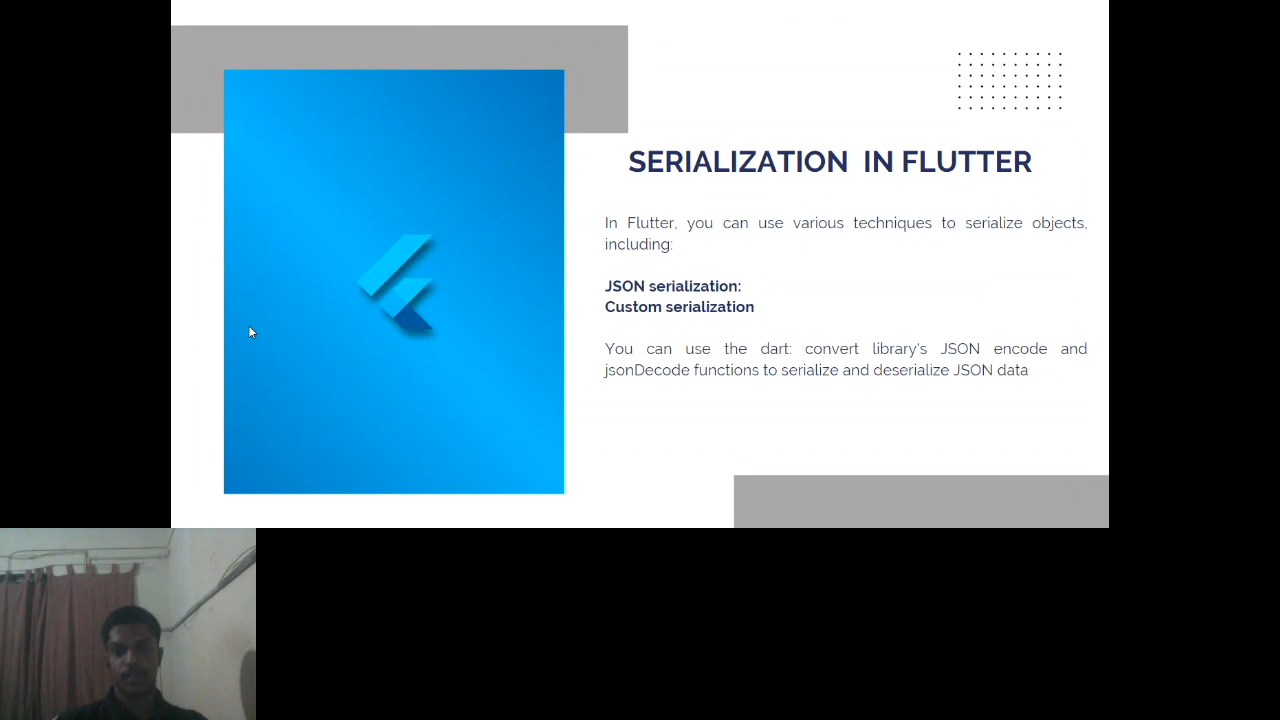 SERIALIZATION IN FLUTTER
In Flutter, you can use various techniques to serialize objects,
including:
JSON serialization:
Custom serialization
You can use the dart: convert library's JSON encode and
jsonDecode functions to serialize and deserialize JSON data